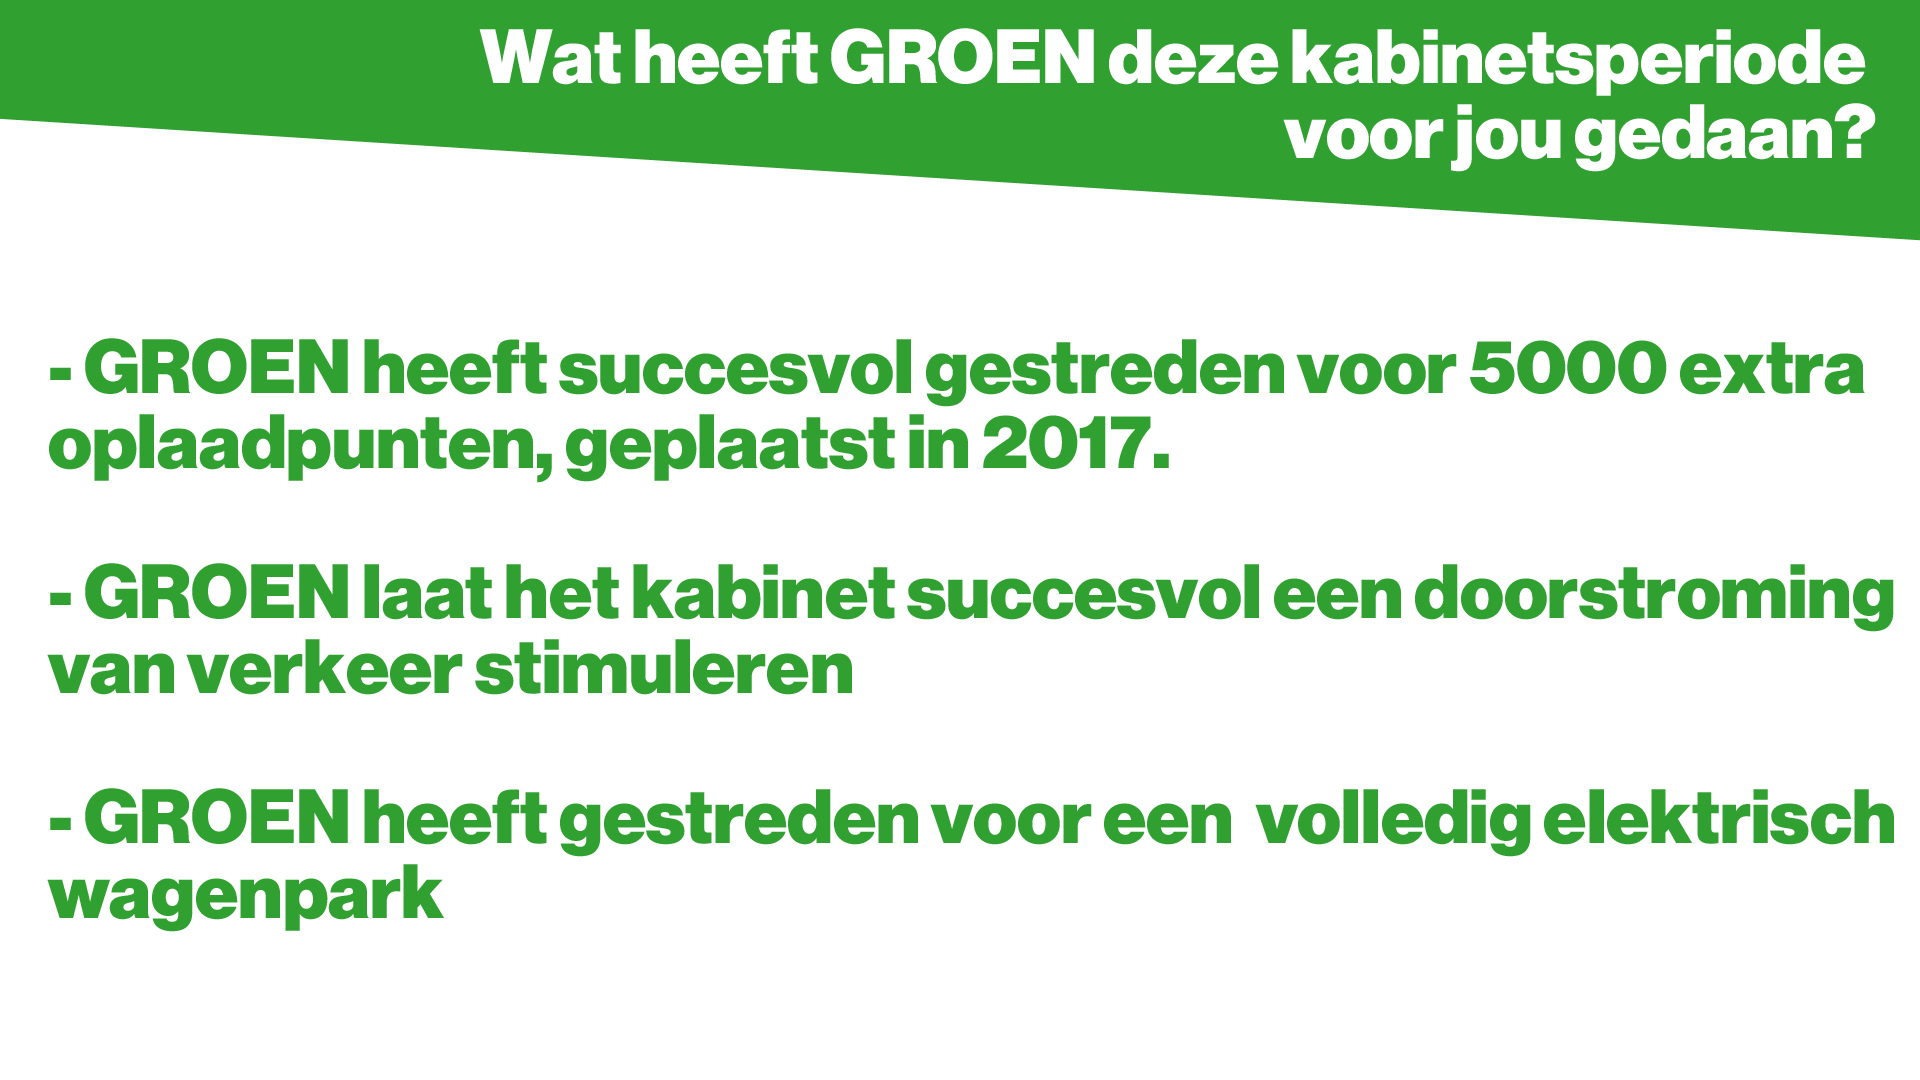 Wat heeft GROEN deze kabinetsperiode
voor jou gedaan?
- GROEN heeft succesvol gestreden voor 5000 extra
oplaadpunten, geplaatst in 2017.
- GROEN laat het kabinet succesvol een doorstroming
van verkeer stimuleren
- GROEN heeft gestreden voor een  volledig elektrisch
wagenpark